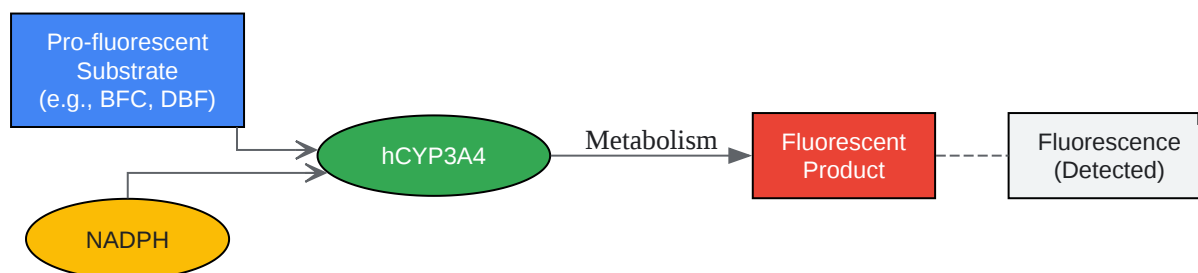 Pro-fluorescent
Substrate
(e.g., BFC, DBF)
NADPH
hCYP3A4
Metabolism
Fluorescent
Product
Fluorescence
(Detected)